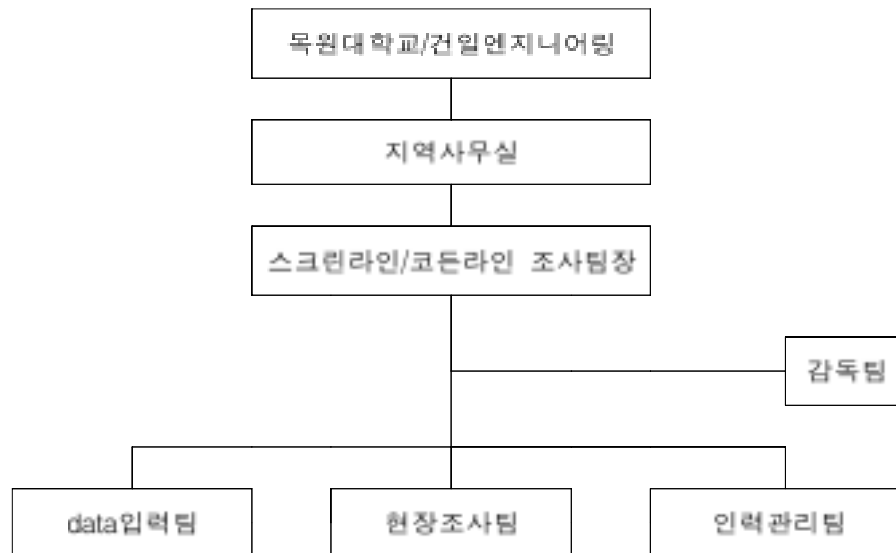 목원대학교/건일엔지니어링
지역사무실
스크린라인/코든라인 조사팀장
감독팀
data입력팀
현장조사팀
인력관리팀